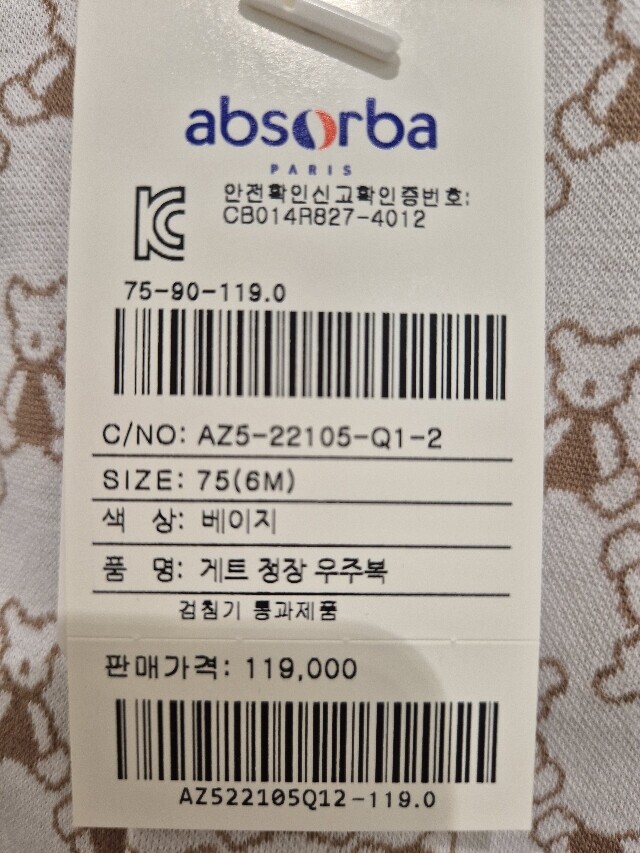 absorba
PARIS
안전확인신고확인증번호:
CB014R827-4012
75-90-119.0
C/NO: AZ5-22105-Q1-2
SIZE: 75(6M)
색 상: 베이지
품 명: 게트 정장 우주복
검침기 통과제품
판매가격: 119,000
AZ522105Q12-119.0